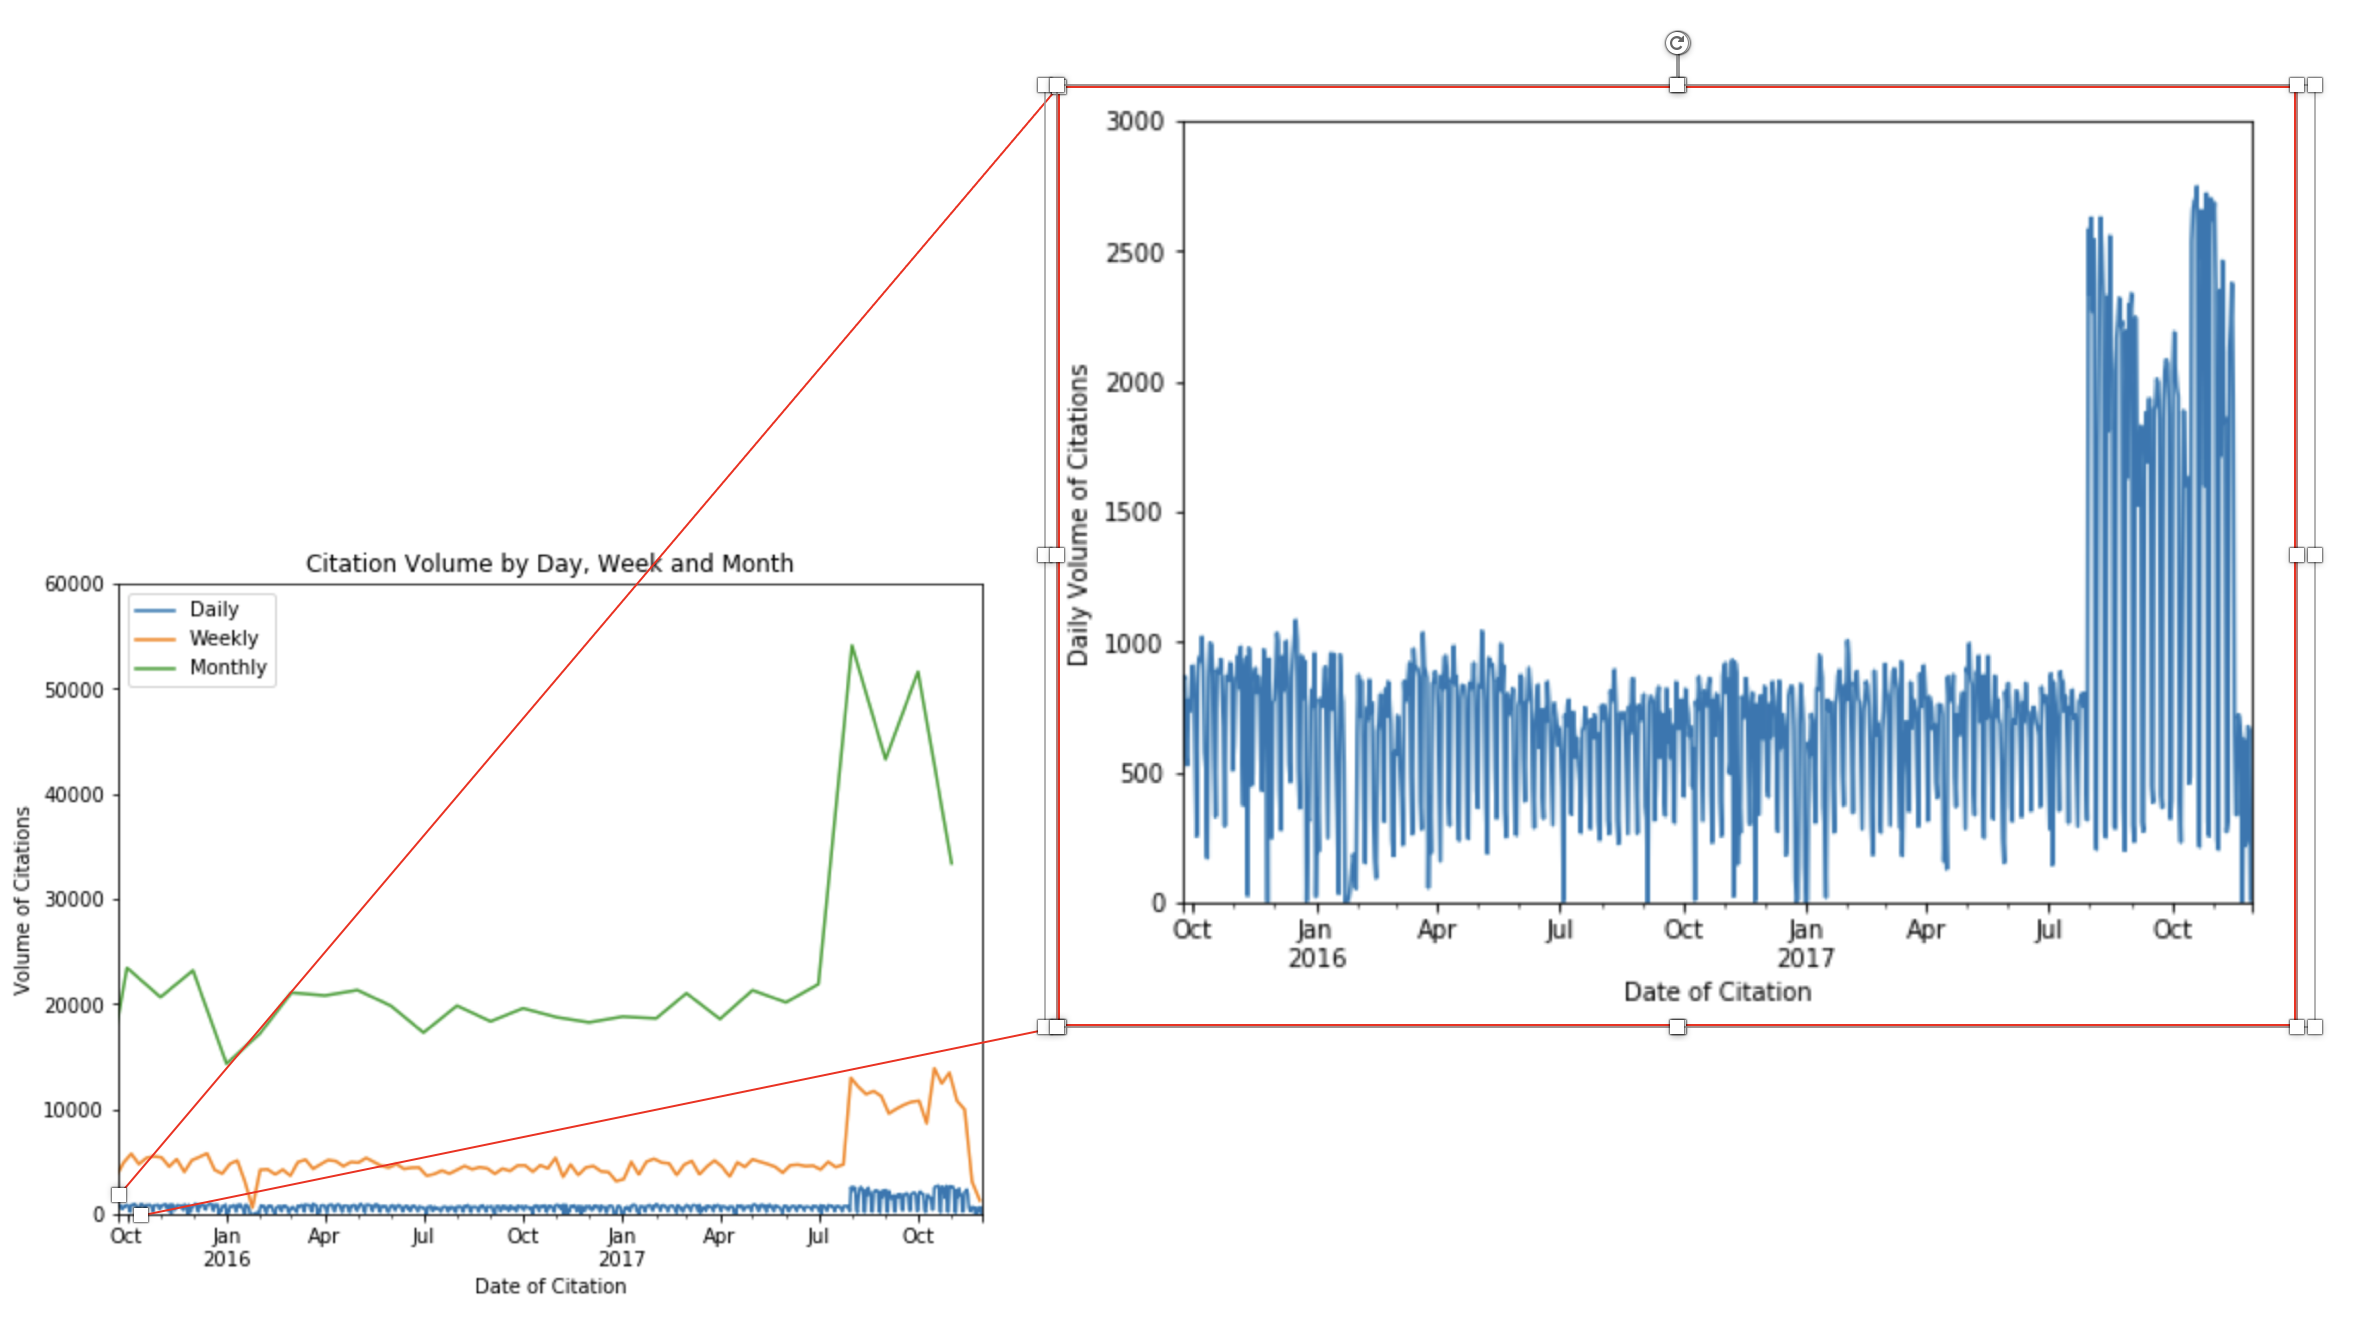 Citation Volume by Day, Week and Month
60000
50000
40000
30000
20000
10000
0
Volume of Citations
Daily
Weekly
Monthly
Oct Jan Apr Jul Oct Jan Apr Jul Oct
2016 2017
Date of Citation
3000
2500
2000
1500
1000
500
0
Daily Volume of Citations
Oct Jan Apr Jul Oct Jan Apr Jul Oct
2016 2017
Date of Citation